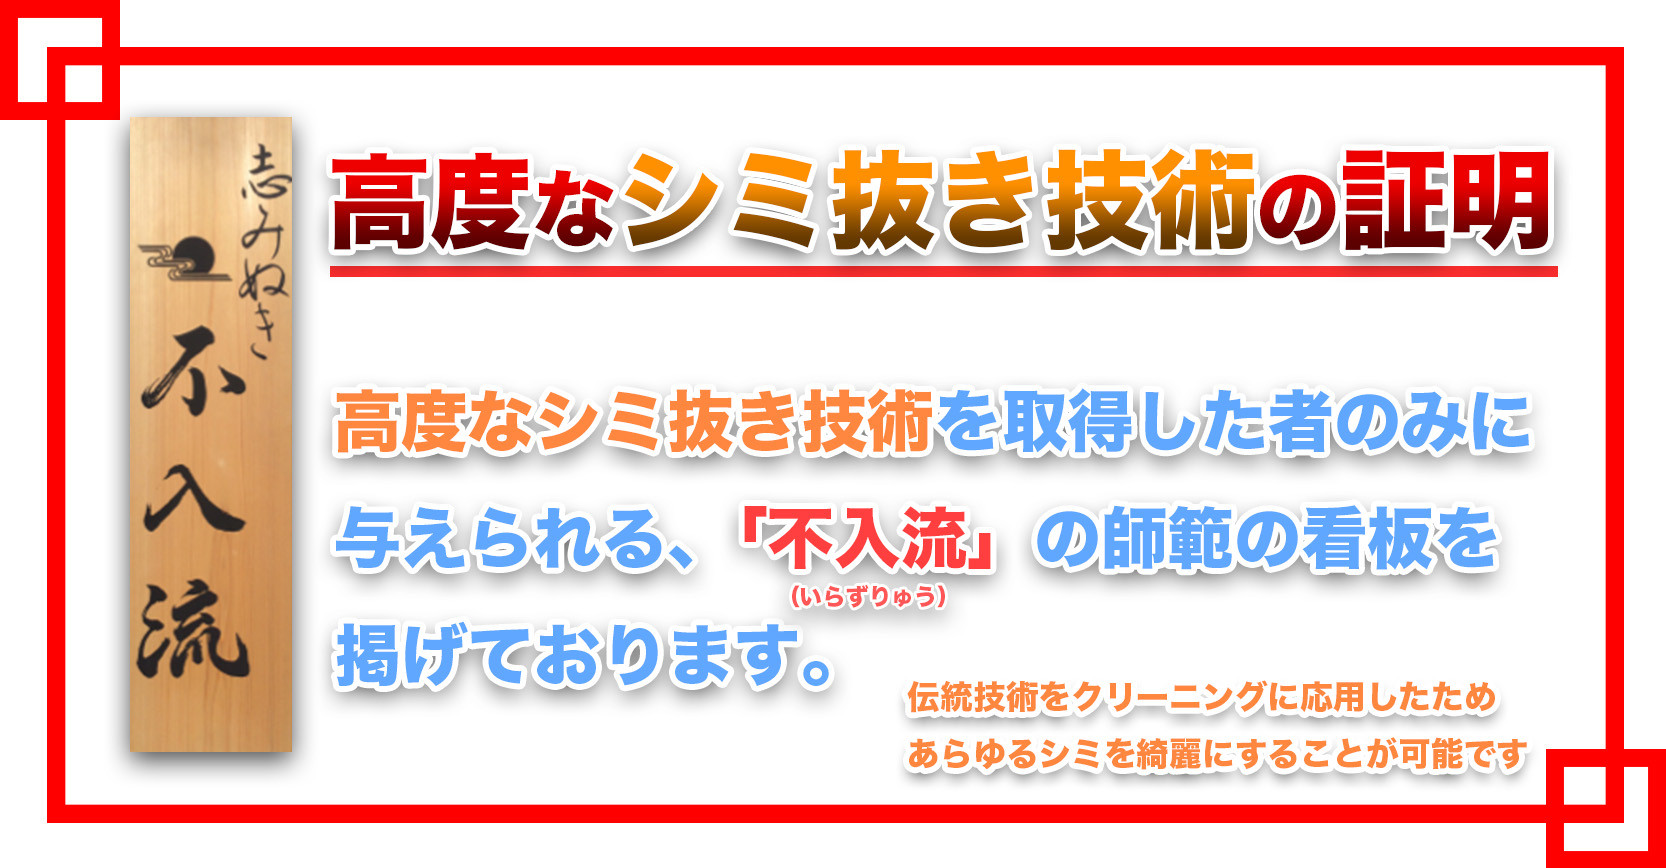 志みぬき
不入流
高度なシミ抜き技術の証明
高度なシミ抜き技術を取得した者のみに
与えられる、「不入流」の師範の看板を
（いらずりゅう）
掲げております。
伝統技術をクリーニングに応用したため
あらゆるシミを綺麗にすることが可能です